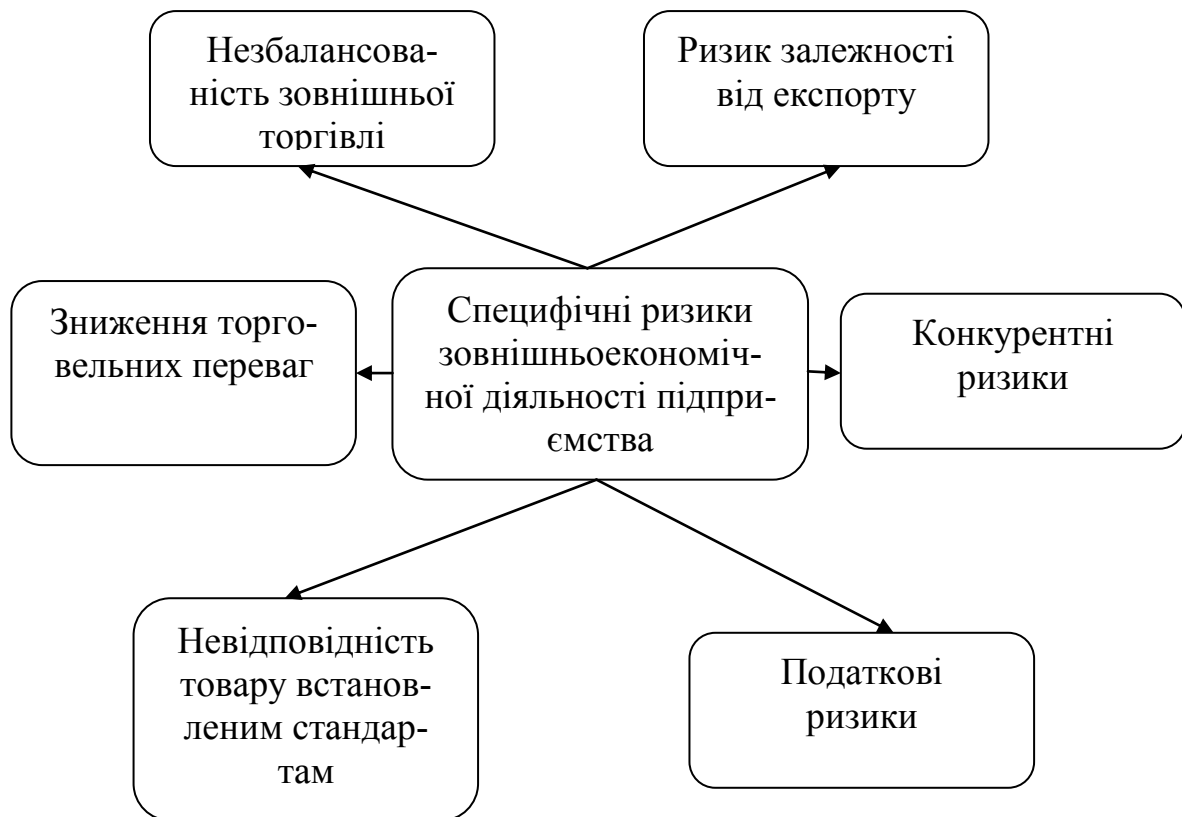 Незбалансова-
ність зовнішньої
торгівлі
Ризик залежності
від експорту
Зниження торго-
вельних переваг
Специфічні ризики
зовнішньоекономіч-
ної діяльності підпри-
ємства
Конкурентні
ризики
Невідповідність
товару встанов-
леним стандар-
там
Податкові
ризики